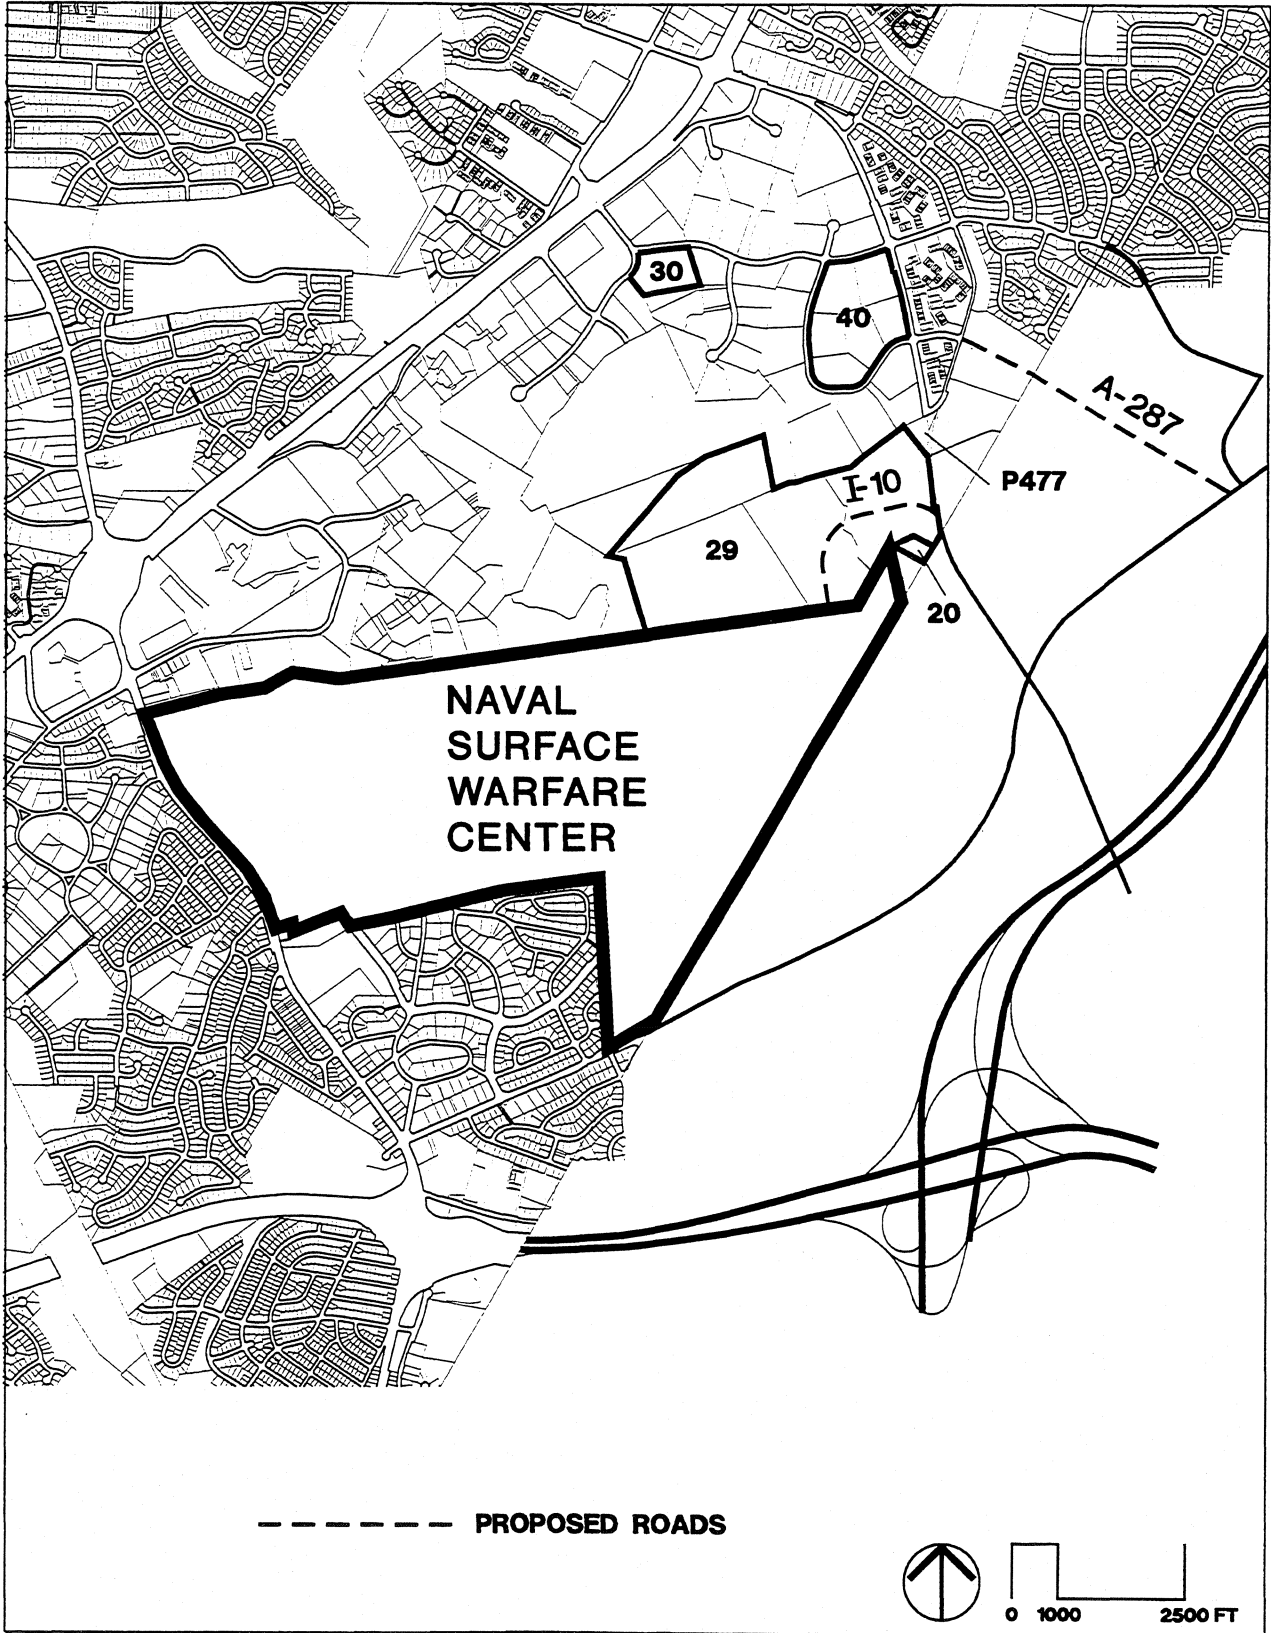 30
40
A-287
I-10
P477
29
20
NAVAL
SURFACE
WARFARE
CENTER
PROPOSED ROADS
0 1000 2500 FT